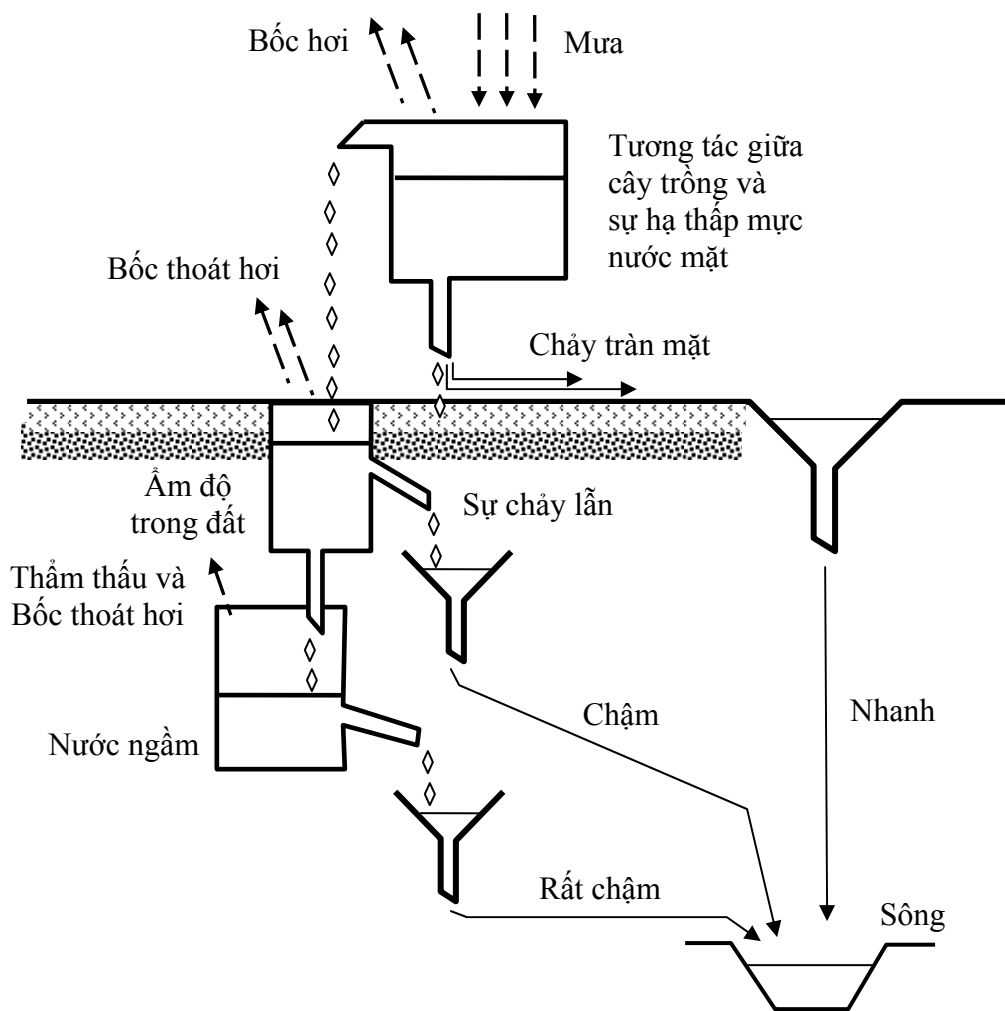 Bốc hơi
Mưa
Tương tác giữa
cây trồng và
sự hạ thấp mực
nước mặt
Bốc thoát hơi
Chảy tràn mặt
Ẩm độ
trong đất
Sự chảy lẫn
Thẩm thấu và
Bốc thoát hơi
Nước ngầm
Chậm
Nhanh
Rất chậm
Sông